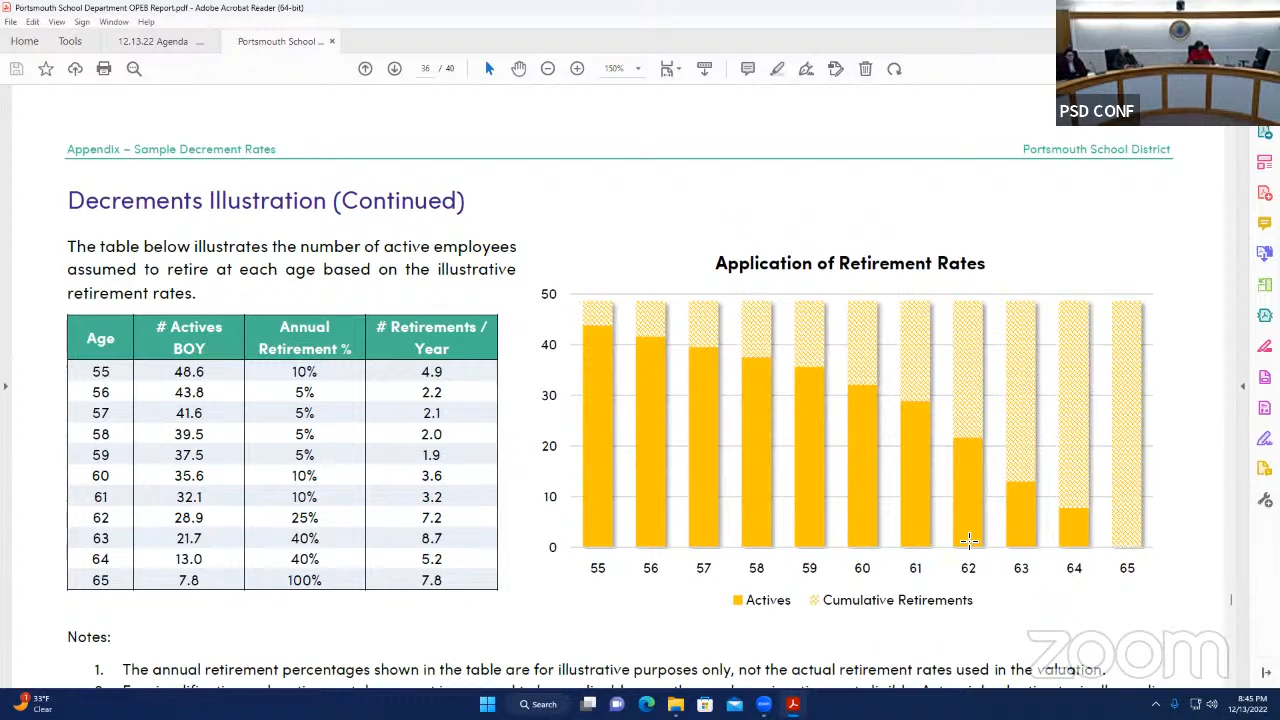 Portsmouth School Department OPEB Report.pdf - Adobe Acrobat Reader (64-bit)
File Edit View Sign Window Help
Home Tools 12.13.22 Agenda ... Portsmouth School ... ×
40 150%
PSD CONF
Appendix – Sample Decrement Rates Portsmouth School District
Decrements Illustration (Continued)
The table below illustrates the number of active employees
assumed to retire at each age based on the illustrative
retirement rates.
Age # Actives BOY Annual Retirement % # Retirements / Year
55 48.6 10% 4.9
56 43.8 5% 2.2
57 41.6 5% 2.1
58 39.5 5% 2.0
59 37.5 5% 1.9
60 35.6 10% 3.6
61 32.1 10% 3.2
62 28.9 25% 7.2
63 21.7 40% 8.7
64 13.0 40% 5.2
65 7.8 100% 7.8
Application of Retirement Rates
50
40
30
20
10
0
55 56 57 58 59 60 61 62 63 64 65
Actives Cumulative Retirements
Notes:
1. The annual retirement percentages shown in the table are for illustrative purposes only, not the actual retirement rates used in the valuation.
zoom
33°F
Clear
Search
8:45 PM
12/13/2022